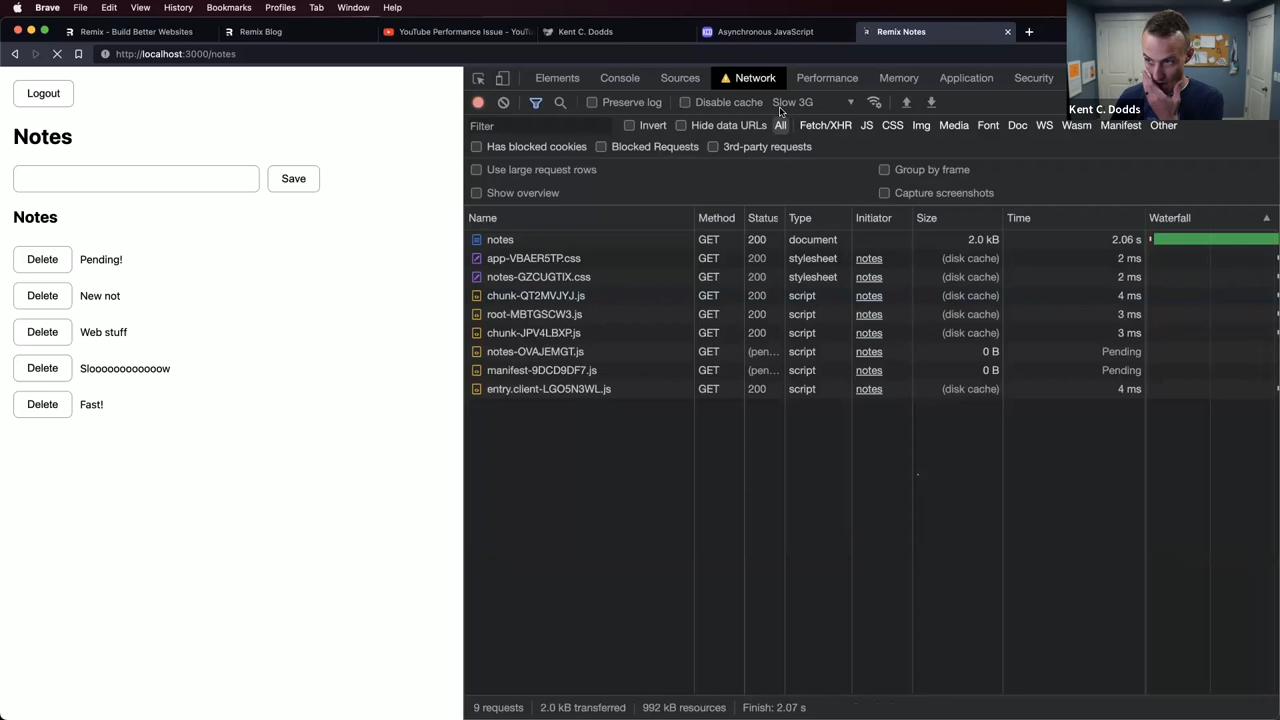 Brave File Edit View History Bookmarks Profiles Tab Window Help
Remix - Build Better Websites Remix Blog YouTube Performance Issue - YouTu Kent C. Dodds Asynchronous JavaScript Remix Notes
http://localhost:3000/notes
Elements Console Sources Network Performance Memory Application Security
Logout
Preserve log Disable cache Slow 3G
Kent C. Dodds
Filter Invert Hide data URLs All Fetch/XHR JS CSS Img Media Font Doc WS Wasm Manifest Other
Notes
Has blocked cookies Blocked Requests 3rd-party requests
Use large request rows Group by frame
Save
Show overview Capture screenshots
Notes
Name Method Status Type Initiator Size Time Waterfall
notes GET 200 document 2.0 kB 2.06 s
Delete Pending!
app-VBAER5TP.css GET 200 stylesheet notes (disk cache) 2 ms
notes-GZCUGTIX.css GET 200 stylesheet notes (disk cache) 2 ms
Delete New not
chunk-QT2MVJYJ.js GET 200 script notes (disk cache) 4 ms
root-MBTGSCW3.js GET 200 script notes (disk cache) 3 ms
Delete Web stuff
chunk-JPV4LBXP.js GET 200 script notes (disk cache) 3 ms
notes-OVAJEMGT.js GET (pen... script notes 0 B Pending
Delete Slooooooooooow
manifest-9DCD9DF7.js GET (pen... script notes 0 B Pending
entry.client-LGO5N3WL.js GET 200 script notes (disk cache) 4 ms
Delete Fast!
9 requests 2.0 kB transferred 992 kB resources Finish: 2.07 s